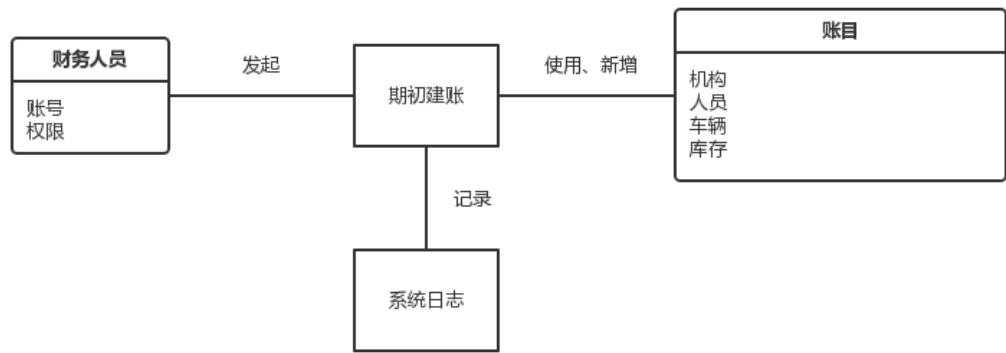 财务人员
账号
权限
发起
期初建账
使用、新增
账目
机构
人员
车辆
库存
记录
系统日志